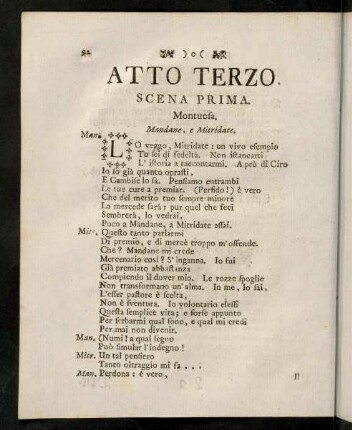 92
)o(
ATTO TERZO.
SCENA PRIMA.
Montuosa.
Mandane, e Mitridate.
Man. LO veggo, Mitridate: un vivo esempio
Tu sei di fedeltà. Non istancarti
L' istoria a raccontarmi. A prò di Ciro
Io so già quanto oprasti,
E Cambise lo sa. Pensiamo entrambi
Le tue cure a premiar. (Perfido!) è vero
Che del merito tuo sempre minore
La mercede sarà: pur quel che feci
Sembrerà, lo vedrai,
Poco a Mandane, a Mitridate assai.
Mitr. Questo tanto parlarmi
Di premio, e di mercè troppo m'offende.
Che? Mandane mi crede
Mercenario così? S'inganna. Io fui
Già premiato abbastanza
Compiendo il dover mio. Le rozze spoglie
Non transformano un'alma. In me, lo sai,
L'esser pastore è scelta,
Non è sventura. Io volontario elessi
Questa semplice vita; e forse appunto
Per serbarmi qual sono, e qual mi credi
Per mai non divenir.
Man. (Numi! a qual segno
Può simular l'indegno!
Mitr. Un tal pensiero
Tanto oltraggio mi fa . . .
Man. Perdona: è vero,
Il